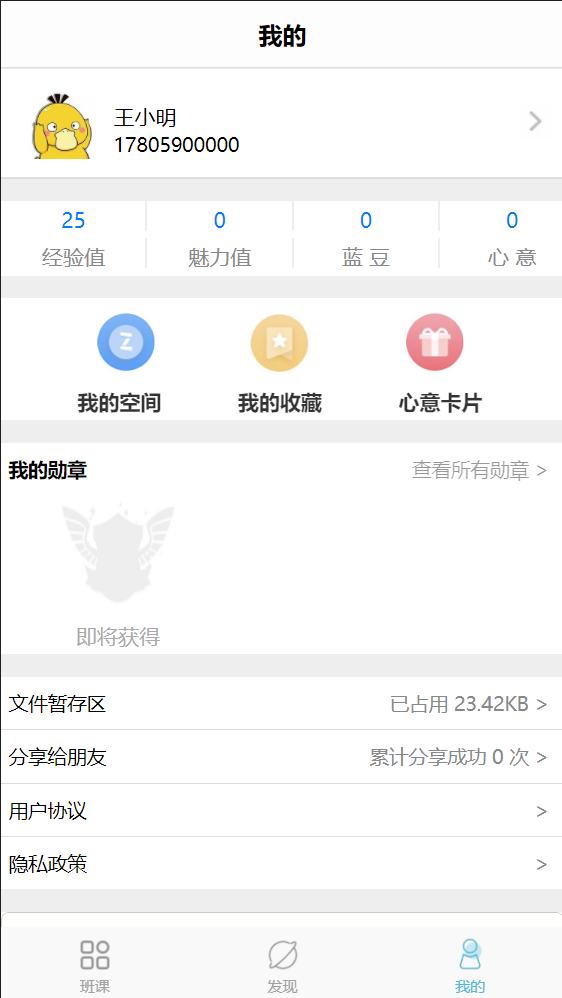 我的
王小明
17805900000
25 0 0 0
经验值 魅力值 蓝 豆 心 意
我的空间 我的收藏 心意卡片
我的勋章 查看所有勋章 >
即将获得
文件暂存区 已占用 23.42KB >
分享给朋友 累计分享成功 0 次 >
用户协议 >
隐私政策 >
班课 发现 我的